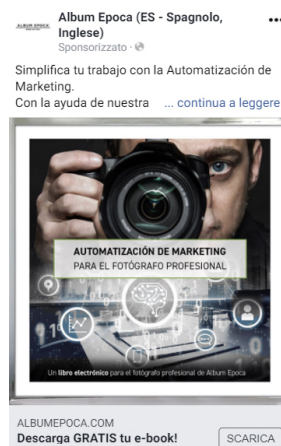 ALBUM EPOCA
Album Epoca (ES - Spagnolo,
Inglese)
Sponsorizzato ·
Simplifica tu trabajo con la Automatización de
Marketing.
Con la ayuda de nuestra ... continua a leggere
AUTOMATIZACIÓN DE MARKETING
PARA EL FOTÓGRAFO PROFESIONAL
Un libro electrónico para el fotógrafo profesional de Album Epoca
ALBUMEPOCA.COM
Descarga GRATIS tu e-book!
SCARICA